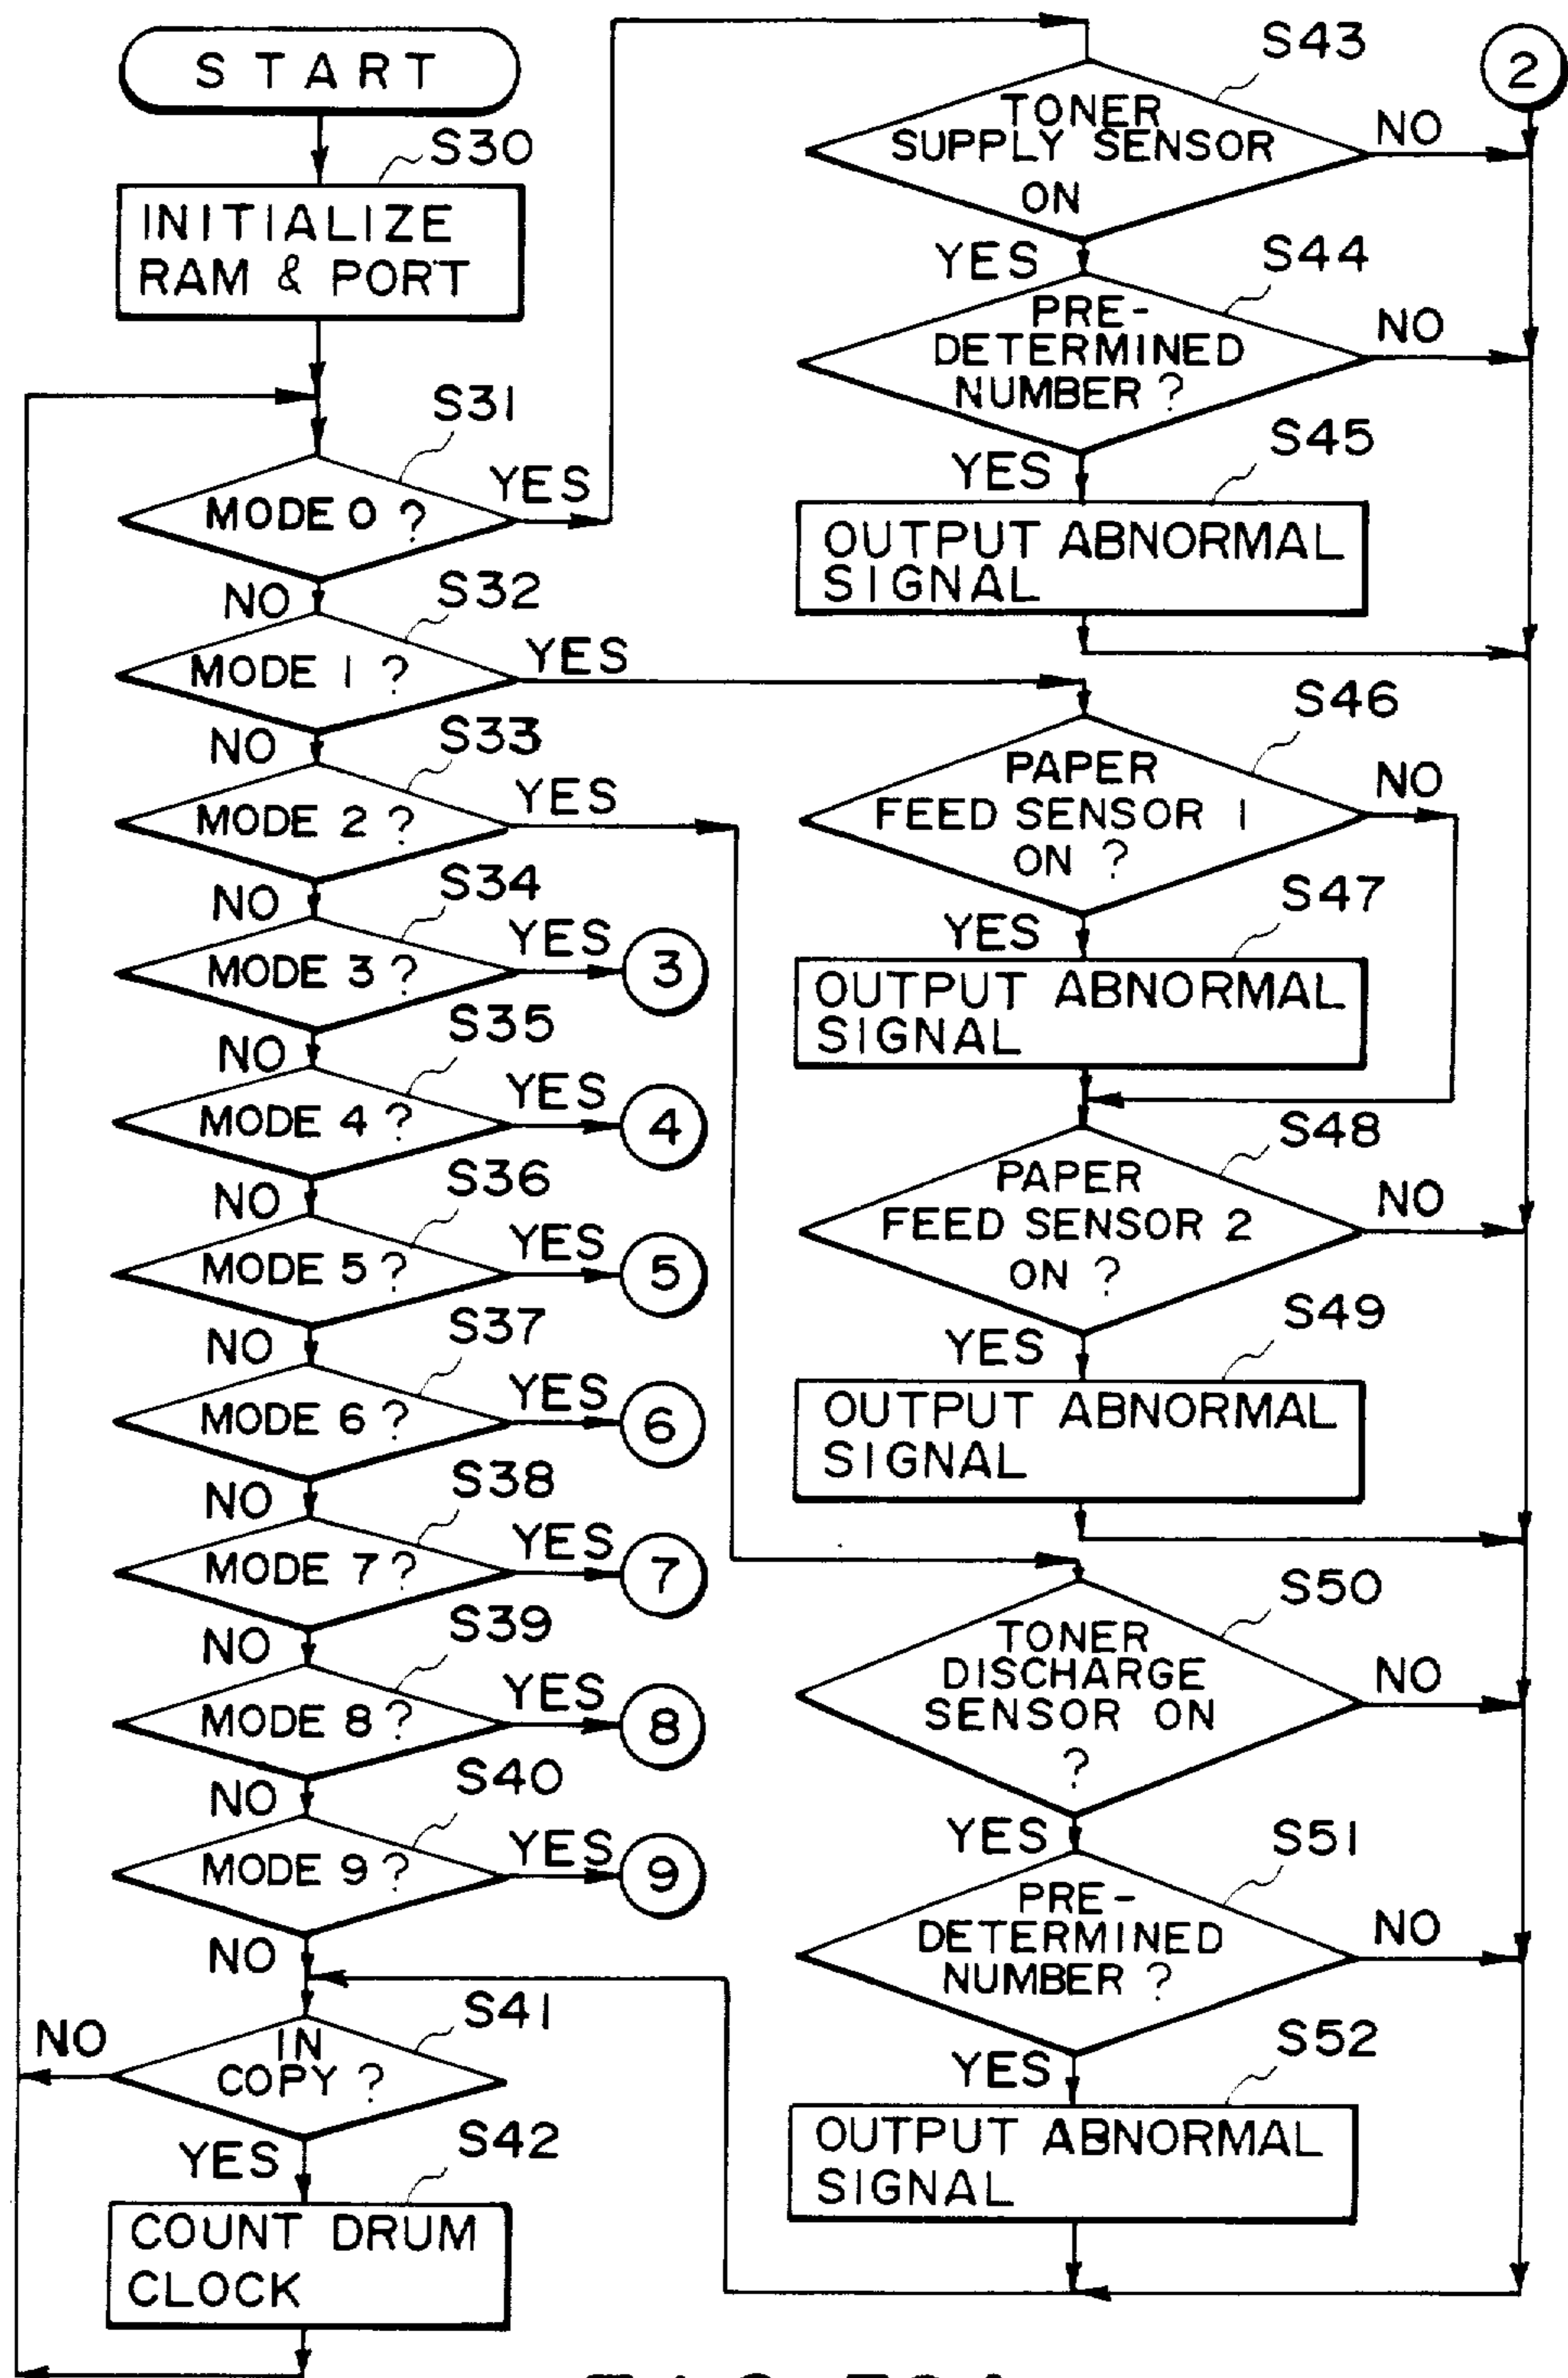 START
S30
INITIALIZE
RAM & PORT
S31
MODE 0 ?
YES
NO
S32
MODE 1 ?
YES
NO
S33
MODE 2 ?
YES
NO
S34
MODE 3 ?
YES
3
NO
S35
MODE 4 ?
YES
4
NO
S36
MODE 5 ?
YES
5
NO
S37
MODE 6 ?
YES
6
NO
S38
MODE 7 ?
YES
7
NO
S39
MODE 8 ?
YES
8
NO
S40
MODE 9 ?
YES
9
NO
S41
IN
COPY ?
NO
YES
S42
COUNT DRUM
CLOCK
2
S43
TONER
SUPPLY SENSOR
ON
NO
YES
S44
PRE-
DETERMINED
NUMBER ?
NO
YES
S45
OUTPUT ABNORMAL
SIGNAL
S46
PAPER
FEED SENSOR 1
ON ?
NO
YES
S47
OUTPUT ABNORMAL
SIGNAL
S48
PAPER
FEED SENSOR 2
ON ?
NO
YES
S49
OUTPUT ABNORMAL
SIGNAL
S50
TONER
DISCHARGE
SENSOR ON
?
NO
YES
S51
PRE-
DETERMINED
NUMBER ?
NO
YES
S52
OUTPUT ABNORMAL
SIGNAL